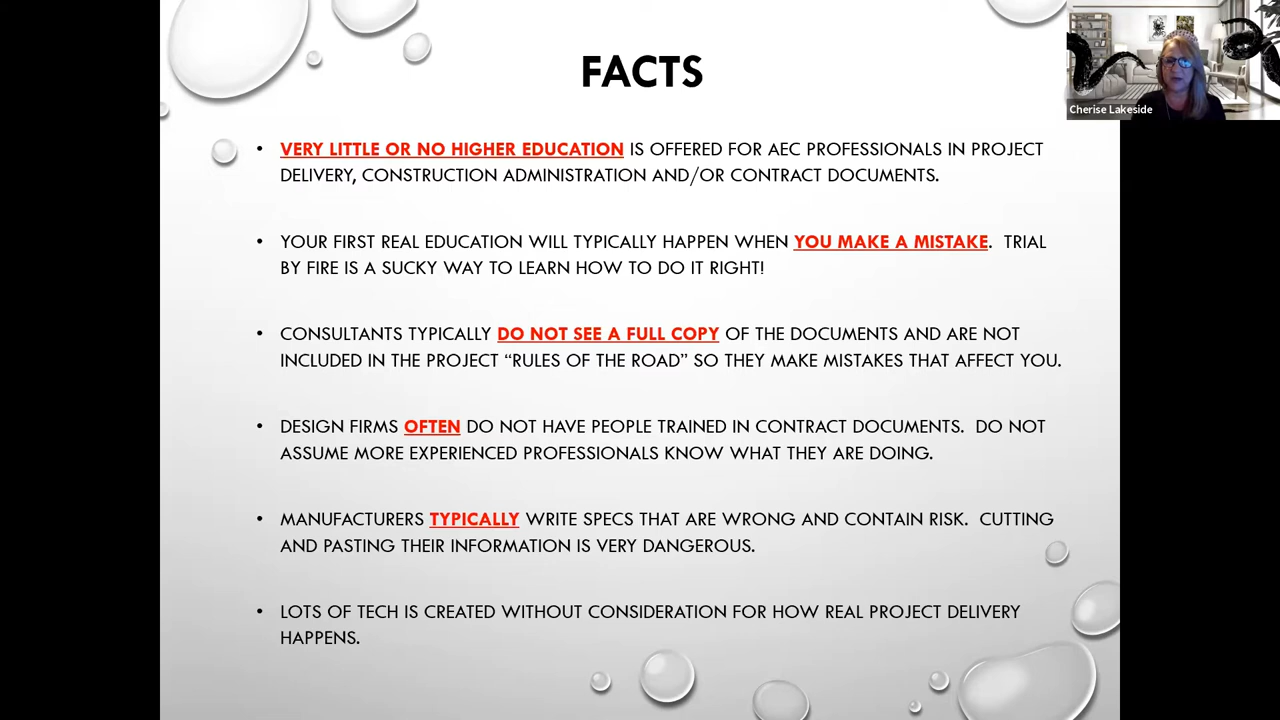 FACTS
Cherise Lakeside
• VERY LITTLE OR NO HIGHER EDUCATION IS OFFERED FOR AEC PROFESSIONALS IN PROJECT
DELIVERY, CONSTRUCTION ADMINISTRATION AND/OR CONTRACT DOCUMENTS.
• YOUR FIRST REAL EDUCATION WILL TYPICALLY HAPPEN WHEN YOU MAKE A MISTAKE.  TRIAL
BY FIRE IS A SUCKY WAY TO LEARN HOW TO DO IT RIGHT!
• CONSULTANTS TYPICALLY DO NOT SEE A FULL COPY OF THE DOCUMENTS AND ARE NOT
INCLUDED IN THE PROJECT “RULES OF THE ROAD” SO THEY MAKE MISTAKES THAT AFFECT YOU.
• DESIGN FIRMS OFTEN DO NOT HAVE PEOPLE TRAINED IN CONTRACT DOCUMENTS.  DO NOT
ASSUME MORE EXPERIENCED PROFESSIONALS KNOW WHAT THEY ARE DOING.
• MANUFACTURERS TYPICALLY WRITE SPECS THAT ARE WRONG AND CONTAIN RISK.  CUTTING
AND PASTING THEIR INFORMATION IS VERY DANGEROUS.
• LOTS OF TECH IS CREATED WITHOUT CONSIDERATION FOR HOW REAL PROJECT DELIVERY
HAPPENS.